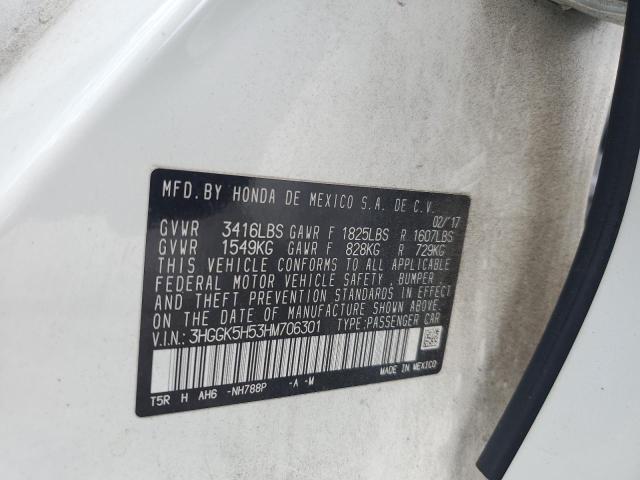 MFD. BY HONDA DE MEXICO S.A. DE C.V.
02/17
GVWR 3416LBS GAWR F 1825LBS R 1607LBS
GVWR 1549KG GAWR F 828KG R 729KG
THIS VEHICLE CONFORMS TO ALL APPLICABLE
FEDERAL MOTOR VEHICLE SAFETY, BUMPER
AND THEFT PREVENTION STANDARDS IN EFFECT
ON THE DATE OF MANUFACTURE SHOWN ABOVE.
V.I.N.: 3HGGK5H53HM706301 TYPE:PASSENGER CAR
MADE IN MEXICO
T5R H AH6 -NH788P -A -M